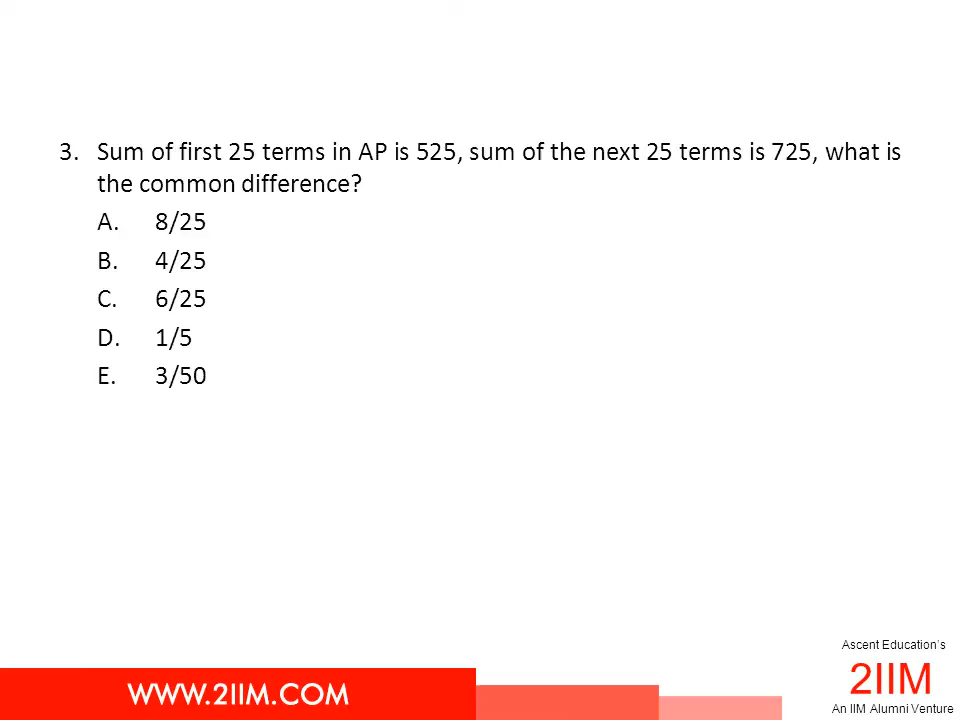 3. Sum of first 25 terms in AP is 525, sum of the next 25 terms is 725, what is
the common difference?
A. 8/25
B. 4/25
C. 6/25
D. 1/5
E. 3/50
Ascent Education's
2IIM
An IIM Alumni Venture
WWW.2IIM.COM